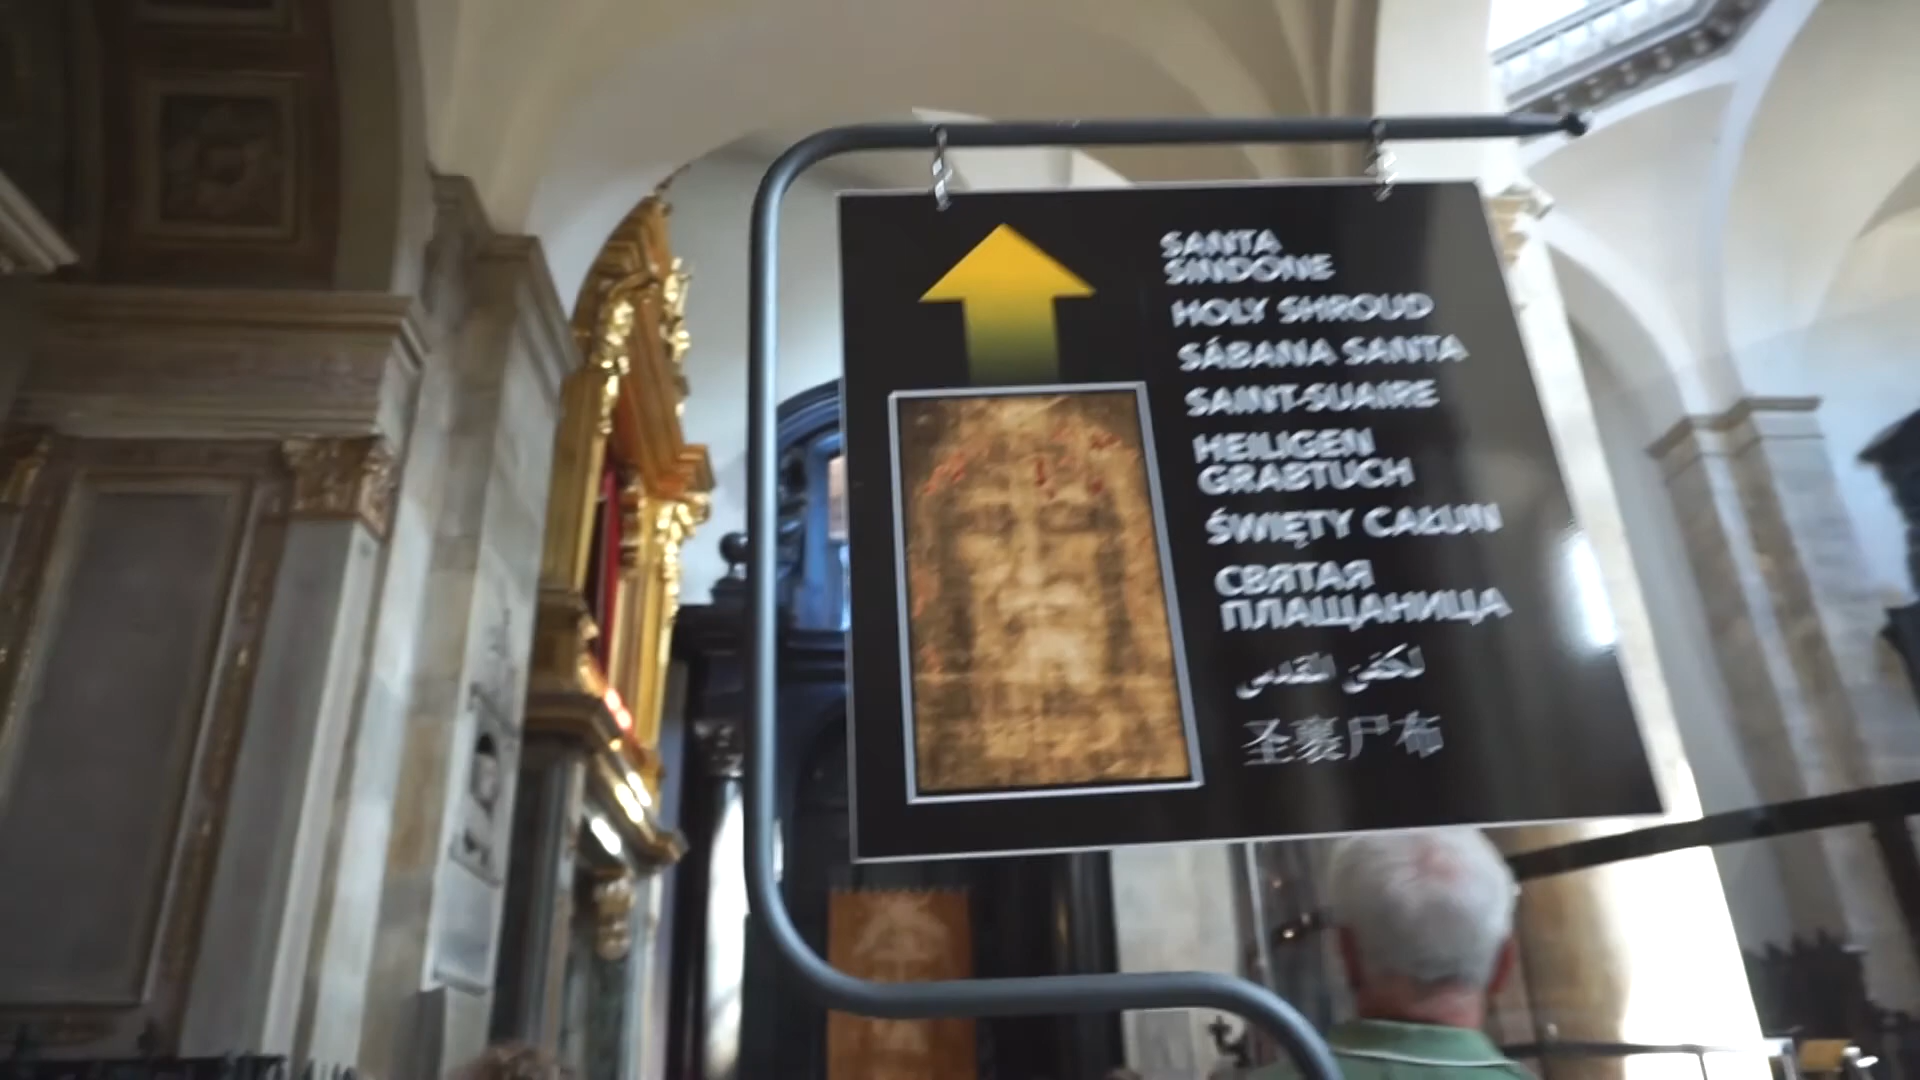 SANTA
SINDONE
HOLY SHROUD
SÁBANA SANTA
SAINT-SUAIRE
HEILIGEN
GRABTUCH
ŚWIĘTY CAŁUN
СВЯТАЯ
ПЛАЩАНИЦА
لكفن المقدس
圣裹尸布